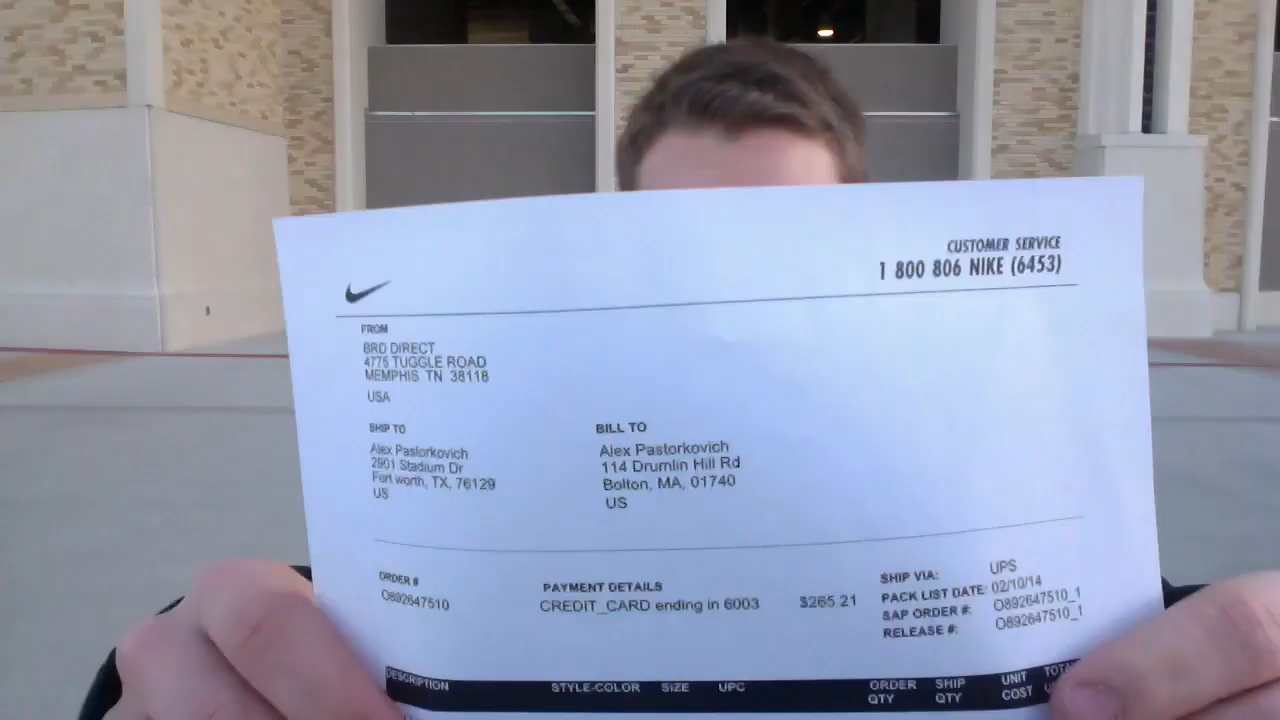 CUSTOMER SERVICE
1 800 806 NIKE (6453)
FROM
BRD DIRECT
4775 TUGGLE ROAD
MEMPHIS TN 38118
USA
SHIP TO
Alex Pastorkovich
2901 Stadium Dr
Fort worth, TX, 76129
US
BILL TO
Alex Pastorkovich
114 Drumlin Hill Rd
Bolton, MA, 01740
US
ORDER #
O892647510
PAYMENT DETAILS
CREDIT_CARD ending in 6003 $265 21
SHIP VIA: UPS
PACK LIST DATE: 02/10/14
SAP ORDER #: O892647510_1
RELEASE #: O892647510_1
DESCRIPTION STYLE-COLOR SIZE UPC ORDER QTY SHIP QTY UNIT COST